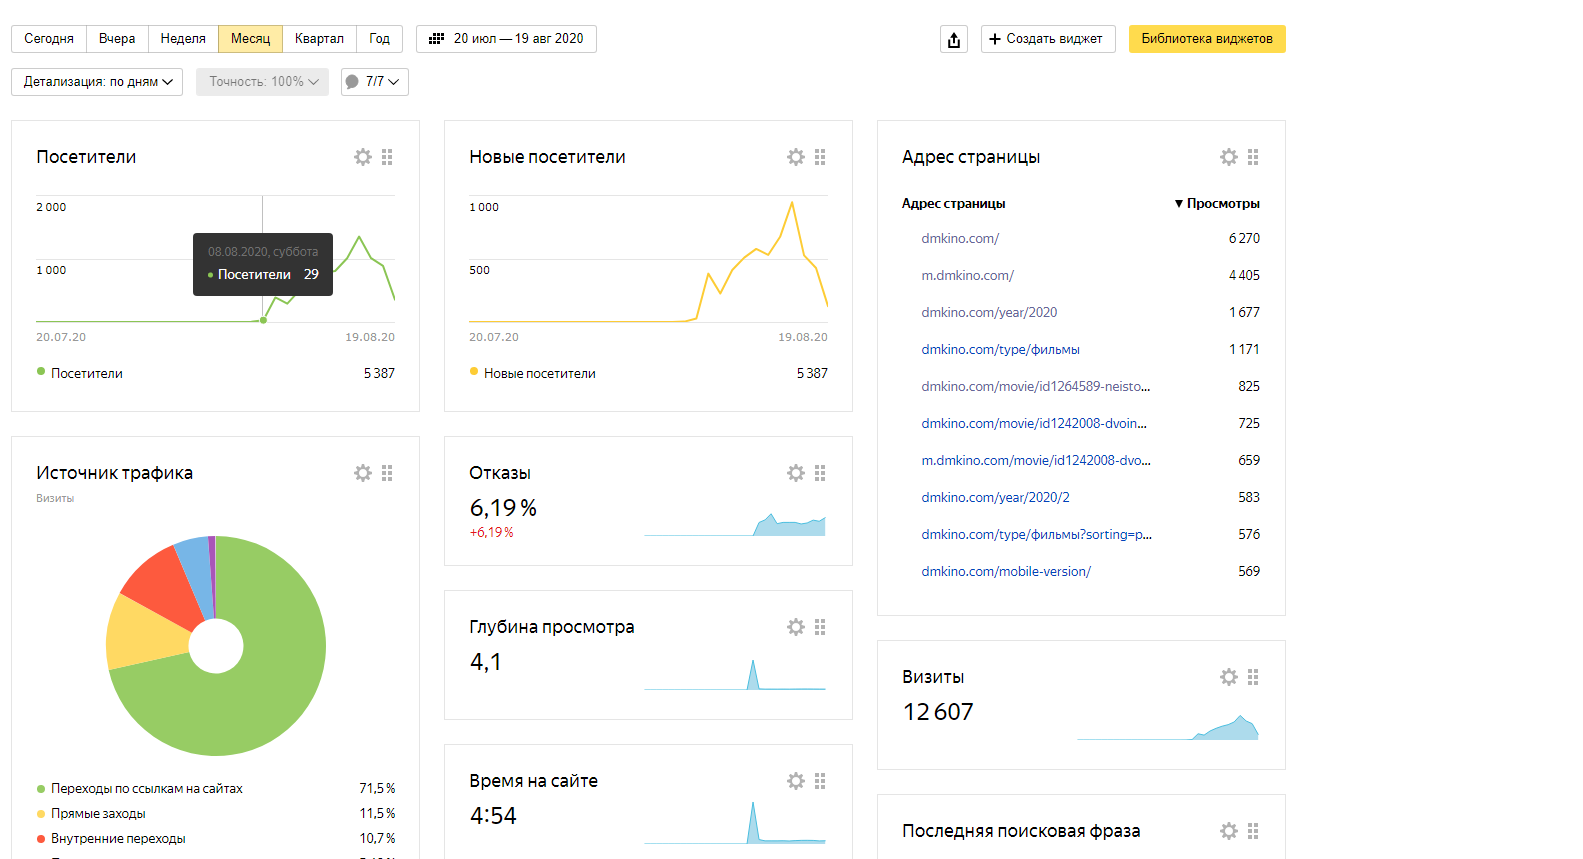 Сегодня
Вчера
Неделя
Месяц
Квартал
Год
20 июл — 19 авг 2020
Создать виджет
Библиотека виджетов
Детализация: по дням
Точность: 100%
7/7
Посетители
2 000
1 000
08.08.2020, суббота
Посетители 29
20.07.20
19.08.20
Посетители 5 387
Новые посетители
1 000
500
20.07.20
19.08.20
Новые посетители 5 387
Адрес страницы
Адрес страницы ▼ Просмотры
dmkino.com/ 6 270
m.dmkino.com/ 4 405
dmkino.com/year/2020 1 677
dmkino.com/type/фильмы 1 171
dmkino.com/movie/id1264589-neisto... 825
dmkino.com/movie/id1242008-dvoin... 725
m.dmkino.com/movie/id1242008-dvo... 659
dmkino.com/year/2020/2 583
dmkino.com/type/фильмы?sorting=p... 576
dmkino.com/mobile-version/ 569
Источник трафика
Визиты
Переходы по ссылкам на сайтах 71,5 %
Прямые заходы 11,5 %
Внутренние переходы 10,7 %
Отказы
6,19 %
+6,19 %
Глубина просмотра
4,1
Время на сайте
4:54
Визиты
12 607
Последняя поисковая фраза